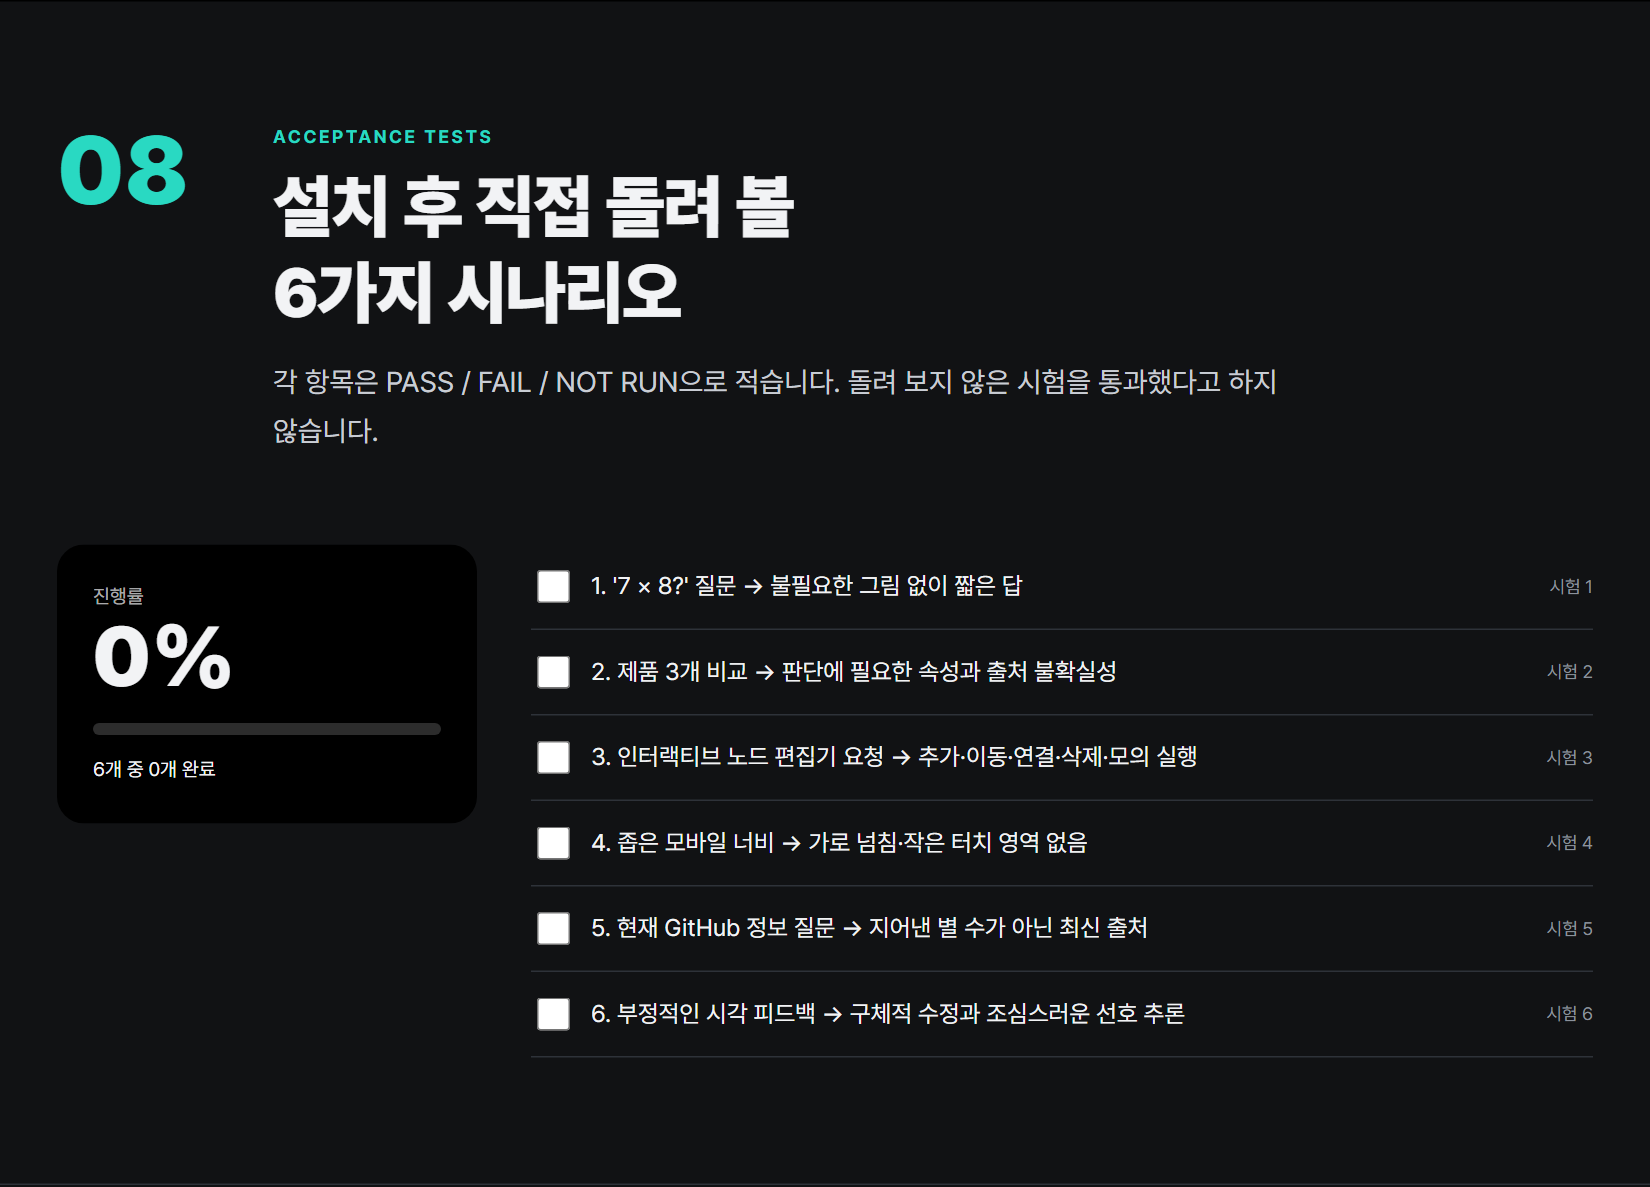 08
ACCEPTANCE TESTS
설치 후 직접 돌려 볼
6가지 시나리오
각 항목은 PASS / FAIL / NOT RUN으로 적습니다. 돌려 보지 않은 시험을 통과했다고 하지
않습니다.
진행률
0%
6개 중 0개 완료
1. '7 × 8?' 질문 → 불필요한 그림 없이 짧은 답
시험 1
2. 제품 3개 비교 → 판단에 필요한 속성과 출처 불확실성
시험 2
3. 인터랙티브 노드 편집기 요청 → 추가·이동·연결·삭제·모의 실행
시험 3
4. 좁은 모바일 너비 → 가로 넘침·작은 터치 영역 없음
시험 4
5. 현재 GitHub 정보 질문 → 지어낸 별 수가 아닌 최신 출처
시험 5
6. 부정적인 시각 피드백 → 구체적 수정과 조심스러운 선호 추론
시험 6